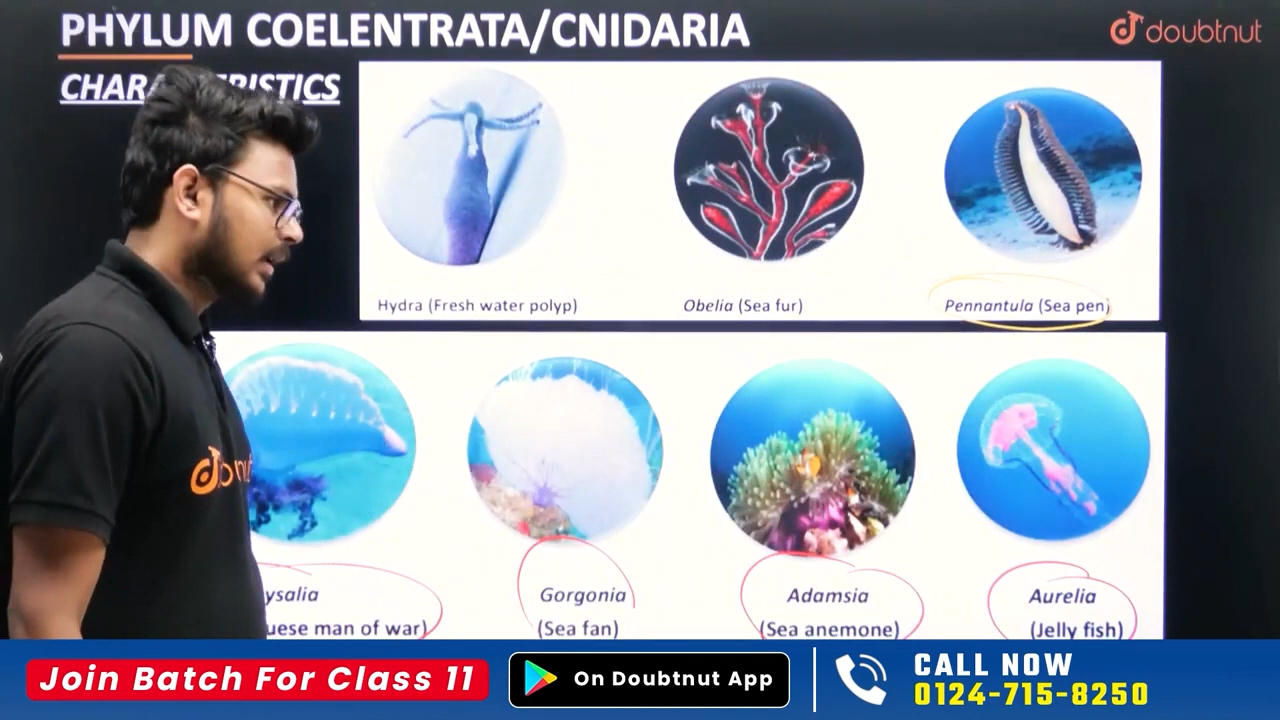 PHYLUM COELENTRATA/CNIDARIA
doubtnut
CHARACTERISTICS
Hydra (Fresh water polyp)
Obelia (Sea fur)
Pennantula (Sea pen)
ysalia
Gorgonia
Adamsia
Aurelia
uese man of war)
(Sea fan)
(Sea anemone)
(Jelly fish)
Join Batch For Class 11
On Doubtnut App
CALL NOW
0124-715-8250